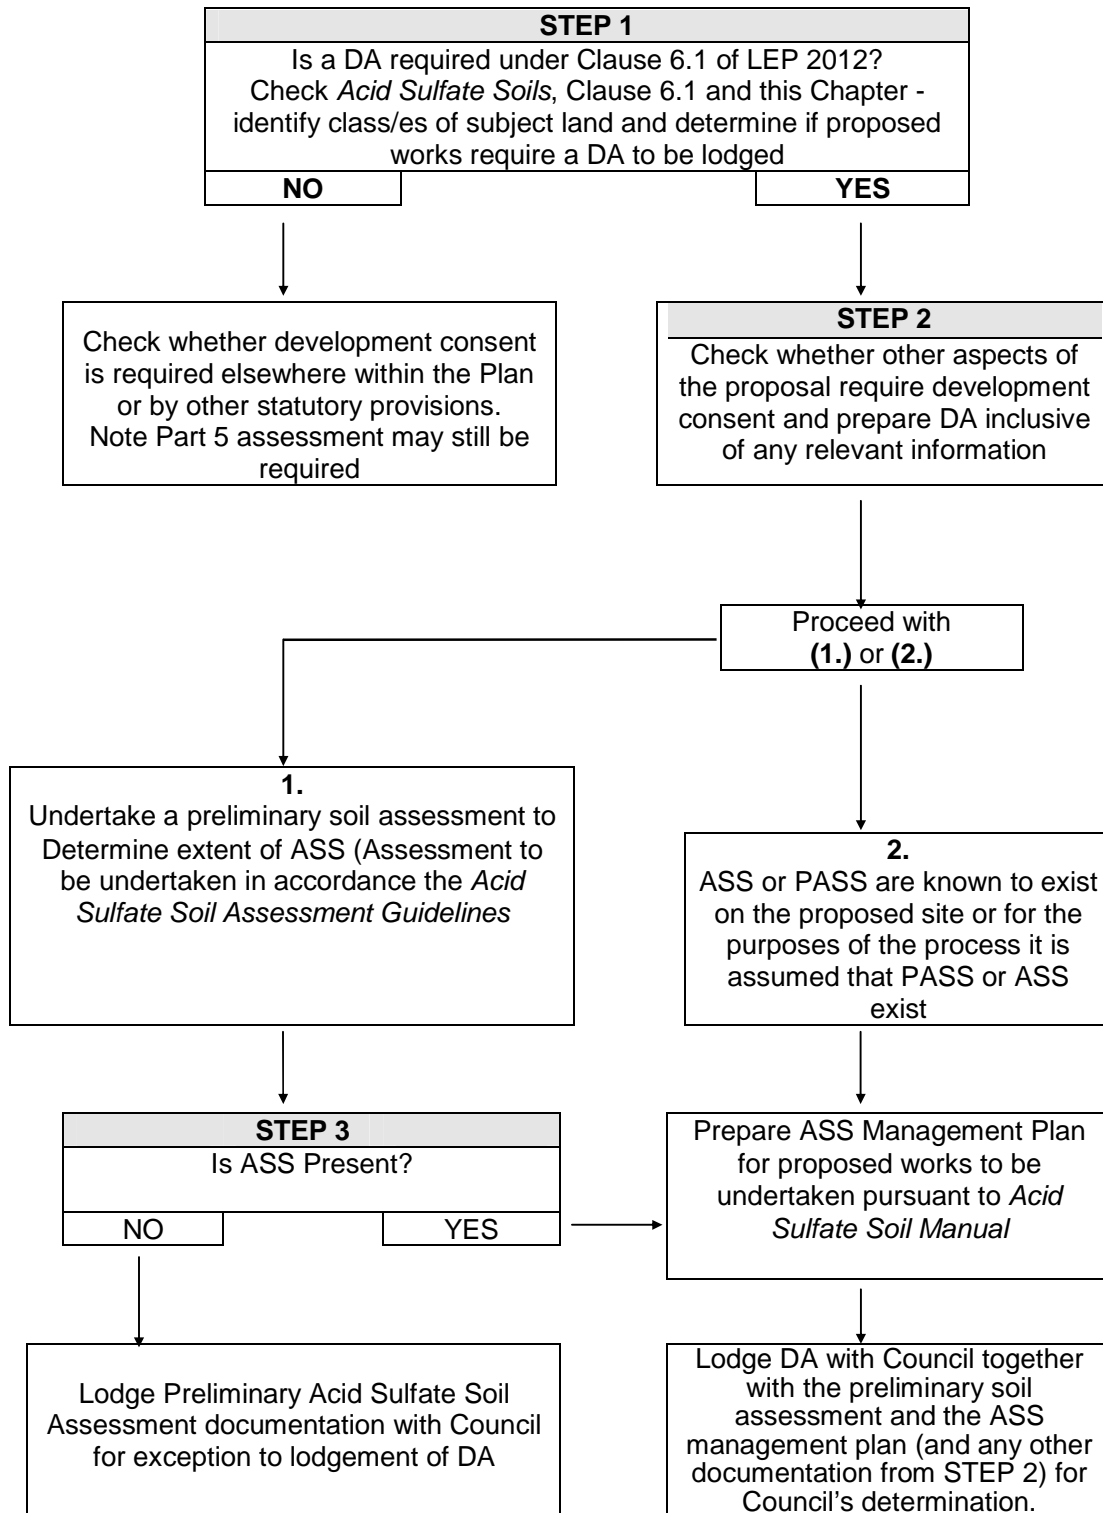 STEP 1
Is a DA required under Clause 6.1 of LEP 2012?
Check Acid Sulfate Soils, Clause 6.1 and this Chapter -
identify class/es of subject land and determine if proposed
works require a DA to be lodged
NO
YES
Check whether development consent
is required elsewhere within the Plan
or by other statutory provisions.
Note Part 5 assessment may still be
required
STEP 2
Check whether other aspects of
the proposal require development
consent and prepare DA inclusive
of any relevant information
Proceed with
(1.) or (2.)
1.
Undertake a preliminary soil assessment to
Determine extent of ASS (Assessment to
be undertaken in accordance the Acid
Sulfate Soil Assessment Guidelines
2.
ASS or PASS are known to exist
on the proposed site or for the
purposes of the process it is
assumed that PASS or ASS
exist
STEP 3
Is ASS Present?
NO
YES
Prepare ASS Management Plan
for proposed works to be
undertaken pursuant to Acid
Sulfate Soil Manual
Lodge Preliminary Acid Sulfate Soil
Assessment documentation with Council
for exception to lodgement of DA
Lodge DA with Council together
with the preliminary soil
assessment and the ASS
management plan (and any other
documentation from STEP 2) for
Council's determination.